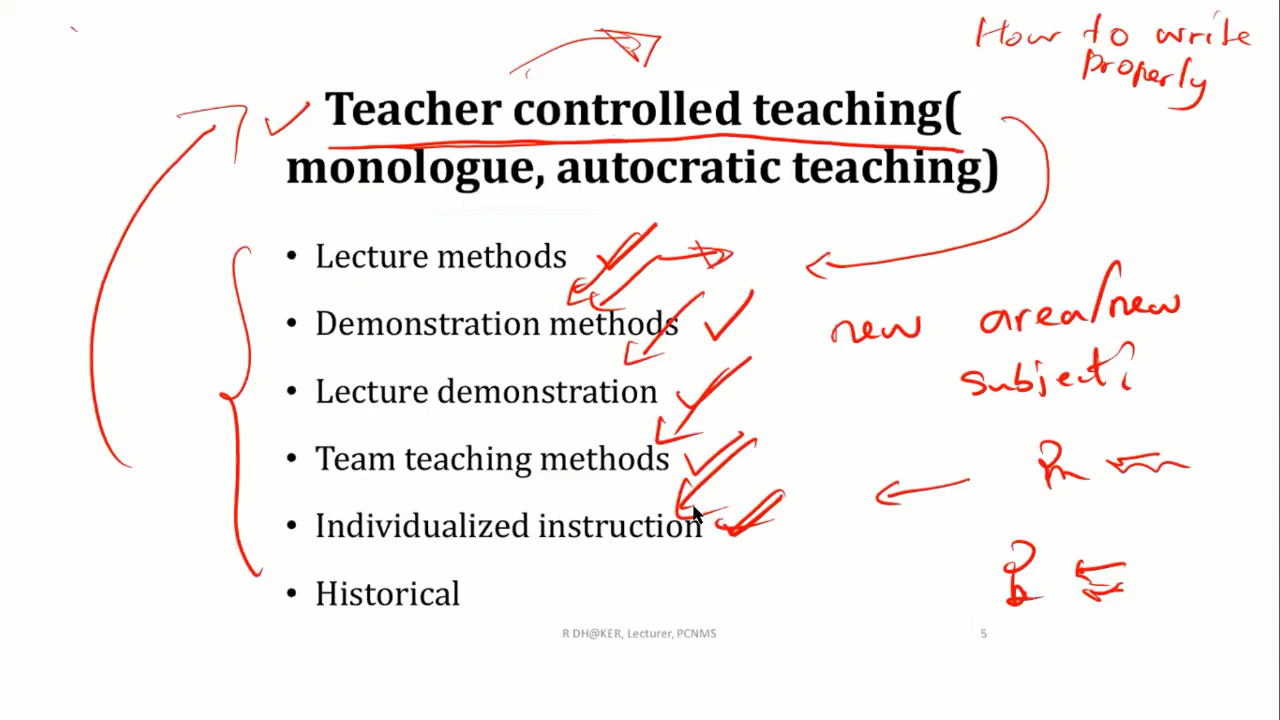 How to write
properly
Teacher controlled teaching(
monologue, autocratic teaching)
• Lecture methods
• Demonstration methods
new area/new
subject?
• Lecture demonstration
• Team teaching methods
• Individualized instruction
• Historical
R DH@KER, Lecturer, PCNMS
5